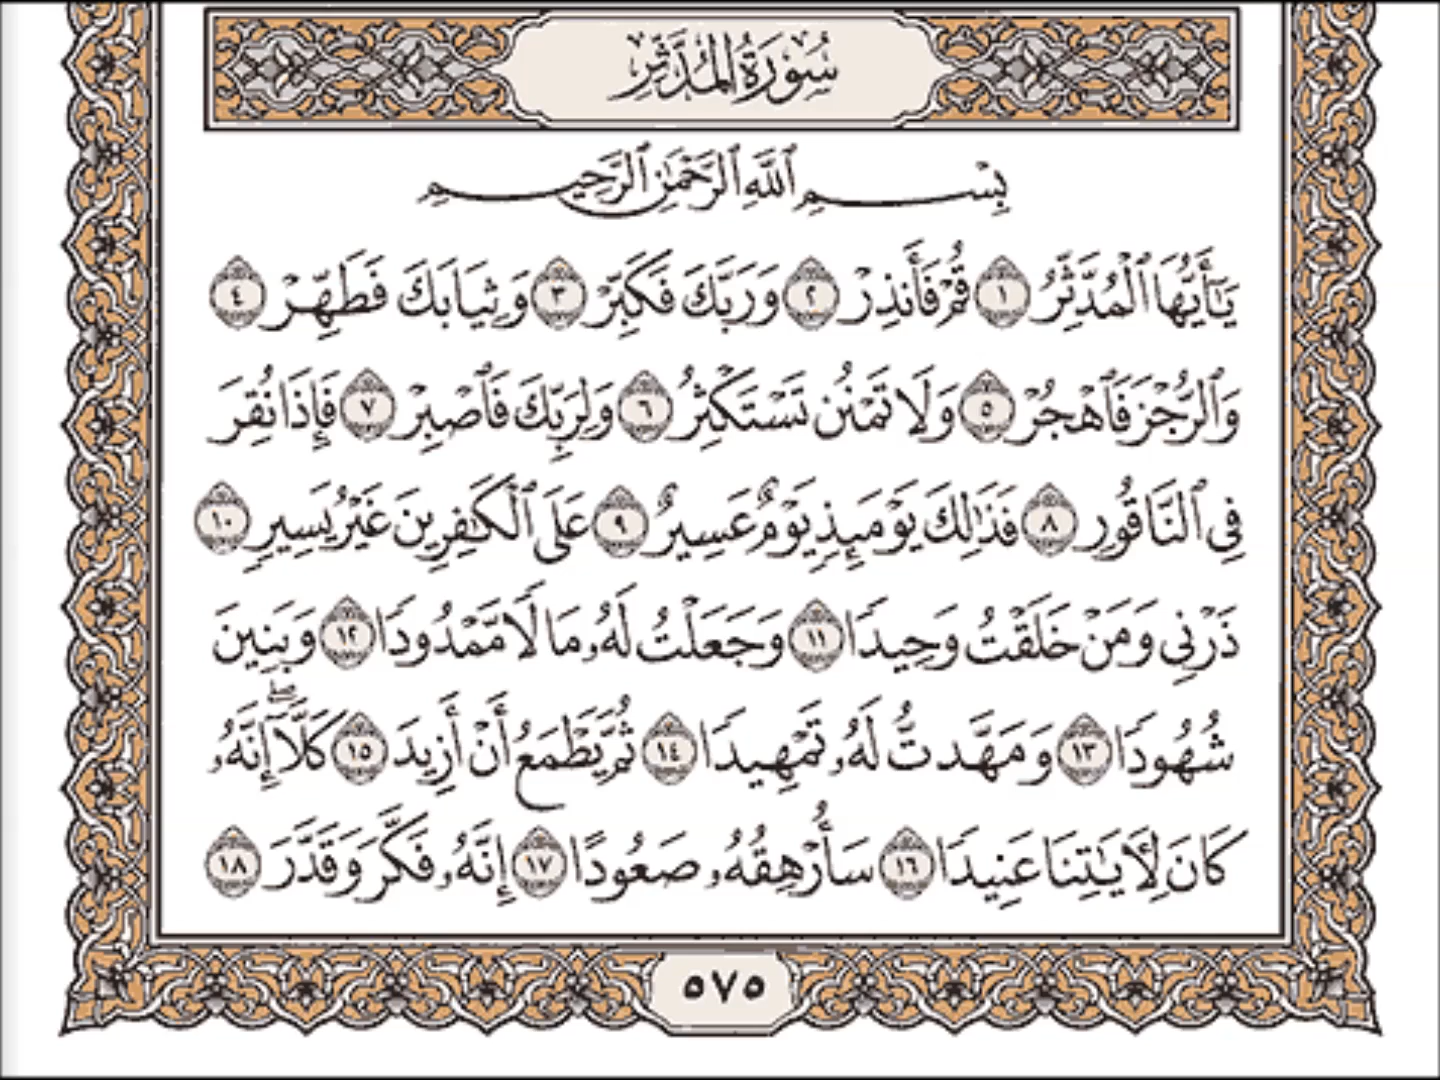 سُورَةُ المُدَّثِّرِ
بِسْمِ ٱللَّهِ ٱلرَّحْمَٰنِ ٱلرَّحِيمِ
يَٰٓأَيُّهَا ٱلْمُدَّثِّرُ ١ قُمْ فَأَنذِرْ ٢ وَرَبَّكَ فَكَبِّرْ ٣ وَثِيَابَكَ فَطَهِّرْ ٤
وَٱلرُّجْزَ فَٱهْجُرْ ٥ وَلَا تَمْنُن تَسْتَكْثِرُ ٦ وَلِرَبِّكَ فَٱصْبِرْ ٧ فَإِذَا نُقِرَ
فِى ٱلنَّاقُورِ ٨ فَذَٰلِكَ يَوْمَئِذٍ يَوْمٌ عَسِيرٌ ٩ عَلَى ٱلْكَٰفِرِينَ غَيْرُ يَسِيرٍ ١٠
ذَرْنِى وَمَنْ خَلَقْتُ وَحِيدًا ١١ وَجَعَلْتُ لَهُۥ مَالًا مَّمْدُودًا ١٢ وَبَنِينَ
شُهُودًا ١٣ وَمَهَّدتُّ لَهُۥ تَمْهِيدًا ١٤ ثُمَّ يَطْمَعُ أَنْ أَزِيدَ ١٥ كَلَّآ ۖ إِنَّهُۥ
كَانَ لِـَٔايَٰتِنَا عَنِيدًا ١٦ سَأُرْهِقُهُۥ صَعُودًا ١٧ إِنَّهُۥ فَكَّرَ وَقَدَّرَ ١٨
٥٧٥